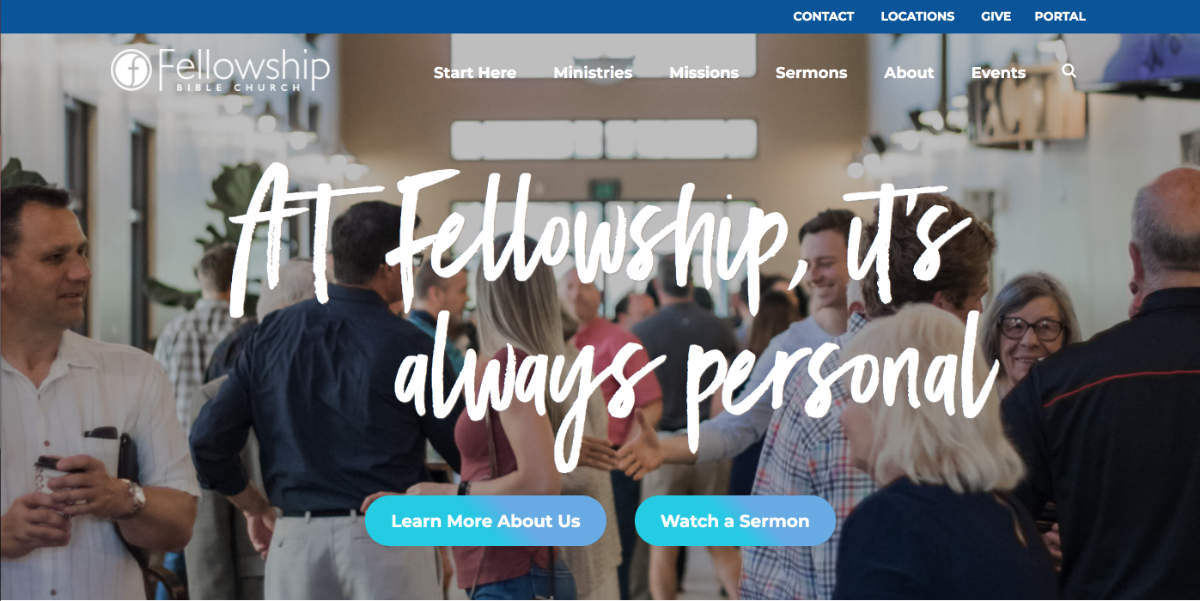 CONTACT LOCATIONS GIVE PORTAL
Fellowship
BIBLE CHURCH
Start Here Ministries Missions Sermons About Events
At Fellowship, it's
always personal
Learn More About Us Watch a Sermon